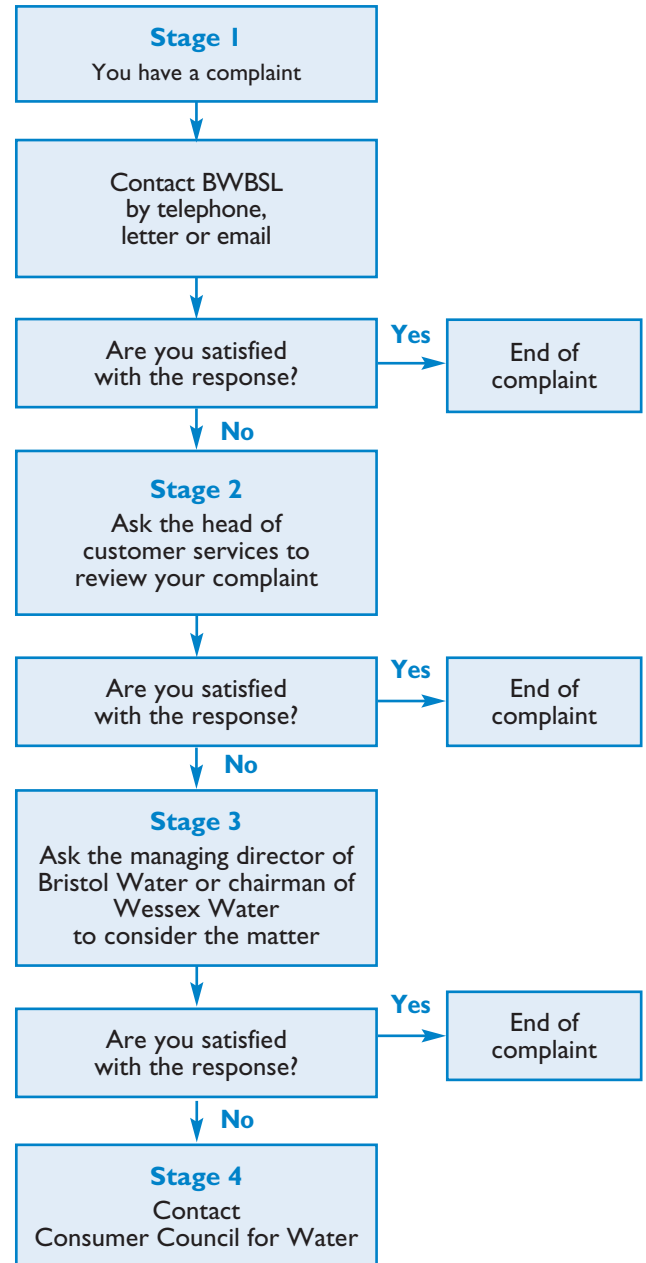 Stage 1
You have a complaint
Contact BWBSL
by telephone,
letter or email
Are you satisfied
with the response?
Yes
End of
complaint
No
Stage 2
Ask the head of
customer services to
review your complaint
Are you satisfied
with the response?
Yes
End of
complaint
No
Stage 3
Ask the managing director of
Bristol Water or chairman of
Wessex Water
to consider the matter
Are you satisfied
with the response?
Yes
End of
complaint
No
Stage 4
Contact
Consumer Council for Water